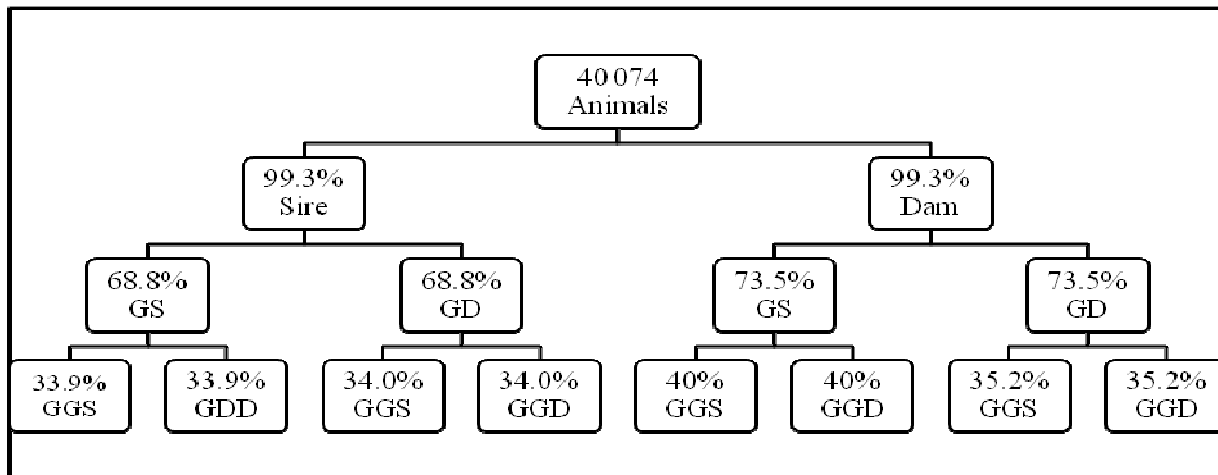 40 074
Animals
99.3%
Sire
99.3%
Dam
68.8%
GS
68.8%
GD
73.5%
GS
73.5%
GD
33.9%
GGS
33.9%
GDD
34.0%
GGS
34.0%
GGD
40%
GGS
40%
GGD
35.2%
GGS
35.2%
GGD